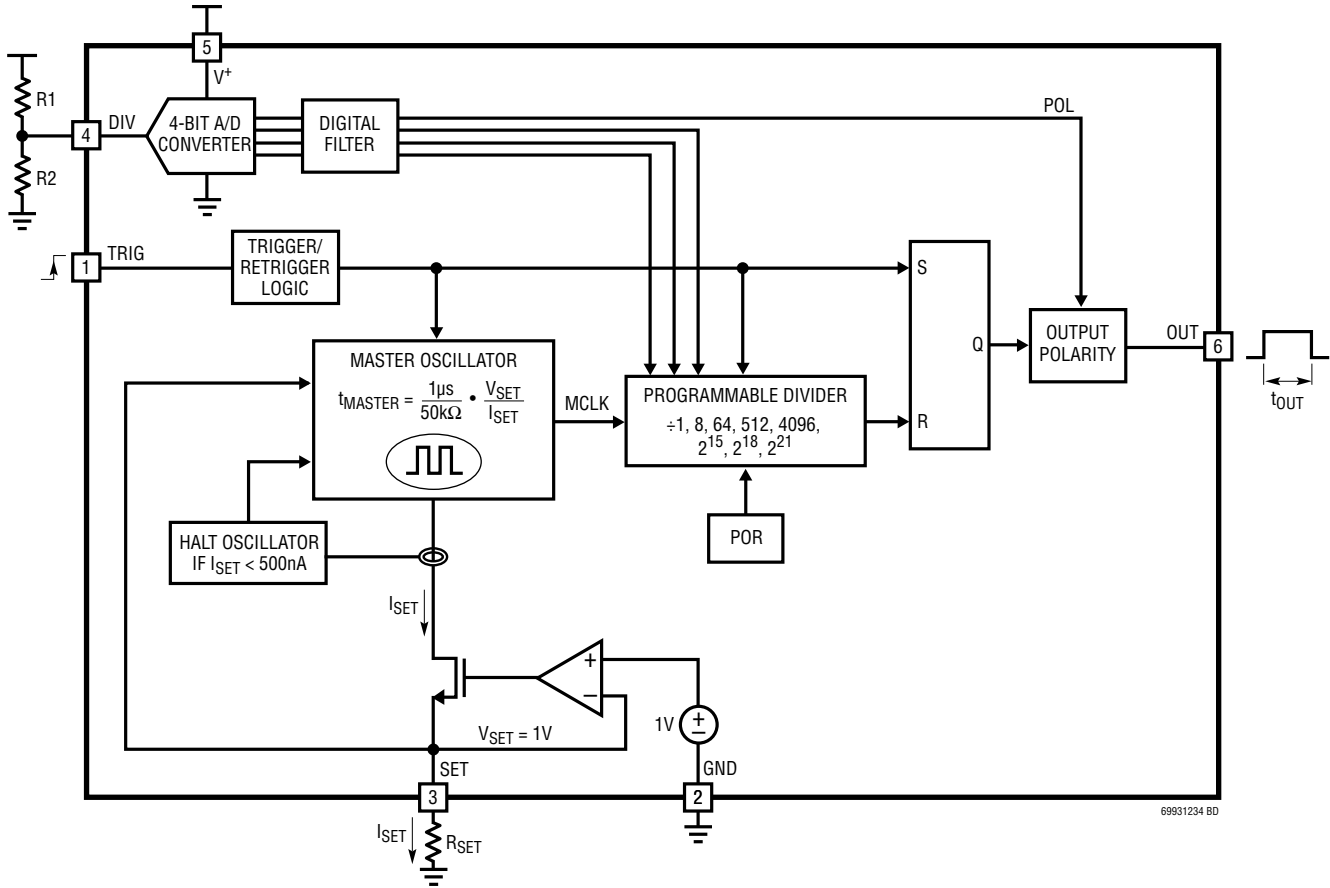 5
V+
R1
4
DIV
4-BIT A/D
CONVERTER
DIGITAL
FILTER
POL
R2
1
TRIG
TRIGGER/
RETRIGGER
LOGIC
S
Q
R
OUTPUT
POLARITY
OUT
6
tOUT
MASTER OSCILLATOR
tMASTER = 1µs/50kΩ • VSET/ISET
MCLK
PROGRAMMABLE DIVIDER
÷1, 8, 64, 512, 4096,
2^15, 2^18, 2^21
POR
HALT OSCILLATOR
IF ISET < 500nA
ISET
+
–
1V
+
–
VSET = 1V
SET
GND
3
2
ISET
RSET
69931234 BD